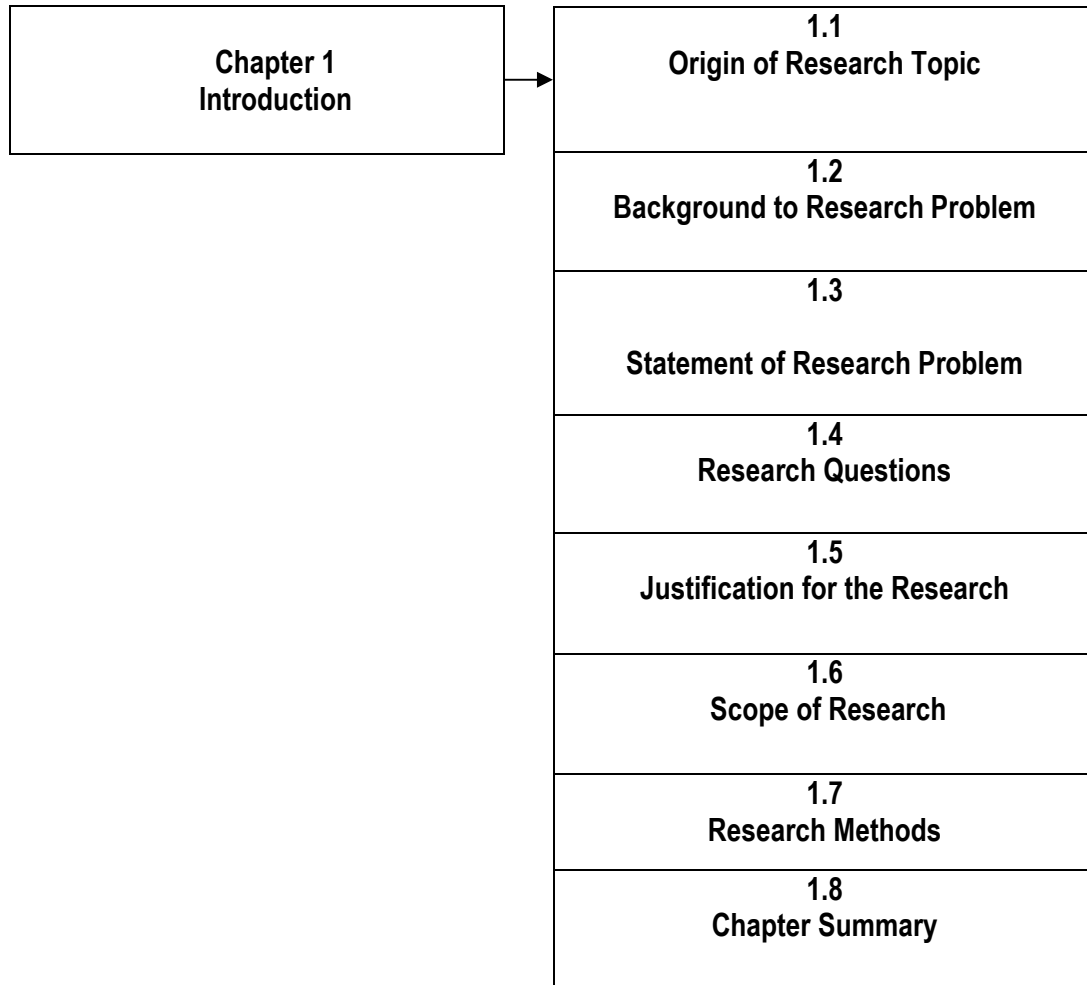 Chapter 1
Introduction
1.1
Origin of Research Topic
1.2
Background to Research Problem
1.3
Statement of Research Problem
1.4
Research Questions
1.5
Justification for the Research
1.6
Scope of Research
1.7
Research Methods
1.8
Chapter Summary